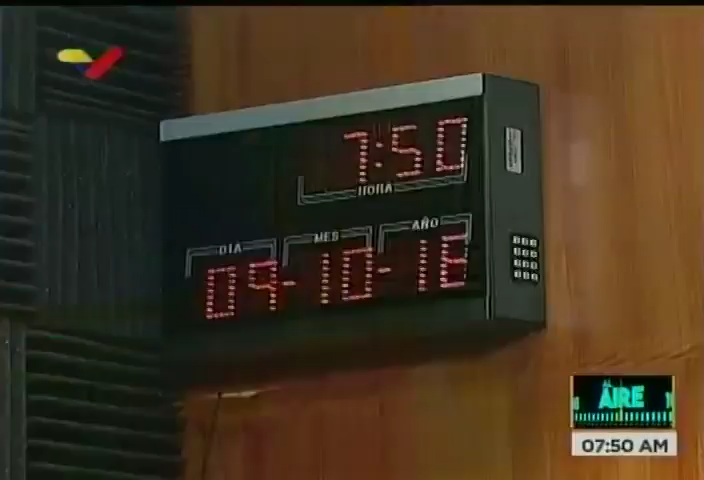 7:50
HORA
DIA MES AÑO
09-10-16
AL
AIRE
07:50 AM